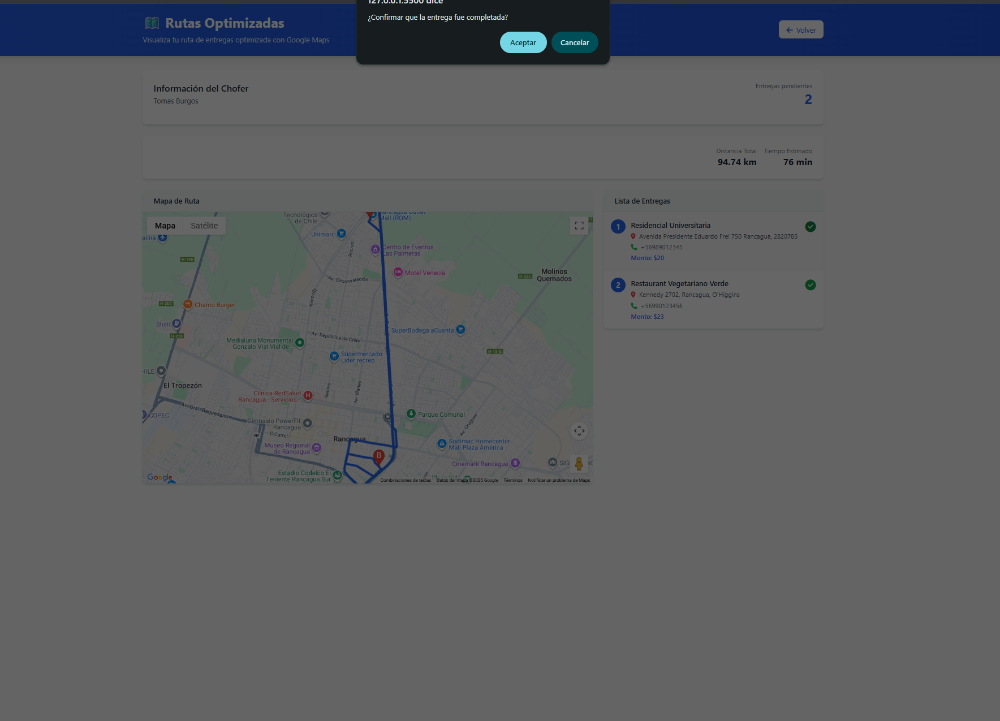 127.0.0.1:5500 dice
¿Confirmar que la entrega fue completada?
Aceptar
Cancelar
Rutas Optimizadas
Visualiza tu ruta de entregas optimizada con Google Maps
Volver
Información del Chofer
Tomas Burgos
Entregas pendientes
2
Distancia Total
94.74 km
Tiempo Estimado
76 min
Mapa de Ruta
Mapa
Satélite
Tecnológica
de Chile
Rancagua Outlet
Mall (ROM)
Unimarc
alina
Recreo
Centro de Eventos
Las Palmeras
H-190
Motel Venecia
Av. Circunvalación
Molinos
Quemados
H-233
Kennedy
H-200
Chamo Burger
Shell
H-210
SuperBodega aCuenta
Av. República de Chile
Medialuna Monumental
Gonzalo Vial Vial de...
Supermercado
Lider recreo
H-15-G
HILE
El Tropezón
Recreo
Av. Illanes
Clínica RedSalud
Rancagua - Servicios...
Av. Gral. Baquedano
COPEC
Parque Comunal
Av. Uruguay
Gimnasio PowerFit
Rancagua
O'Carrol
Rancagua
Museo Regional
de Rancagua
Sodimac Homecenter
Mall Plaza América
B
Cinemark Rancagua
Estadio Codelco El
Teniente Rancagua Sur
Google
Combinaciones de teclas
Datos del mapa ©2025 Google
Términos
Notificar un problema de Maps
Lista de Entregas
1
Residencial Universitaria
Avenida Presidente Eduardo Frei 750 Rancagua, 2820785
+56989012345
Monto: $20
2
Restaurant Vegetariano Verde
Kennedy 2702, Rancagua, O'Higgins
+56990123456
Monto: $23